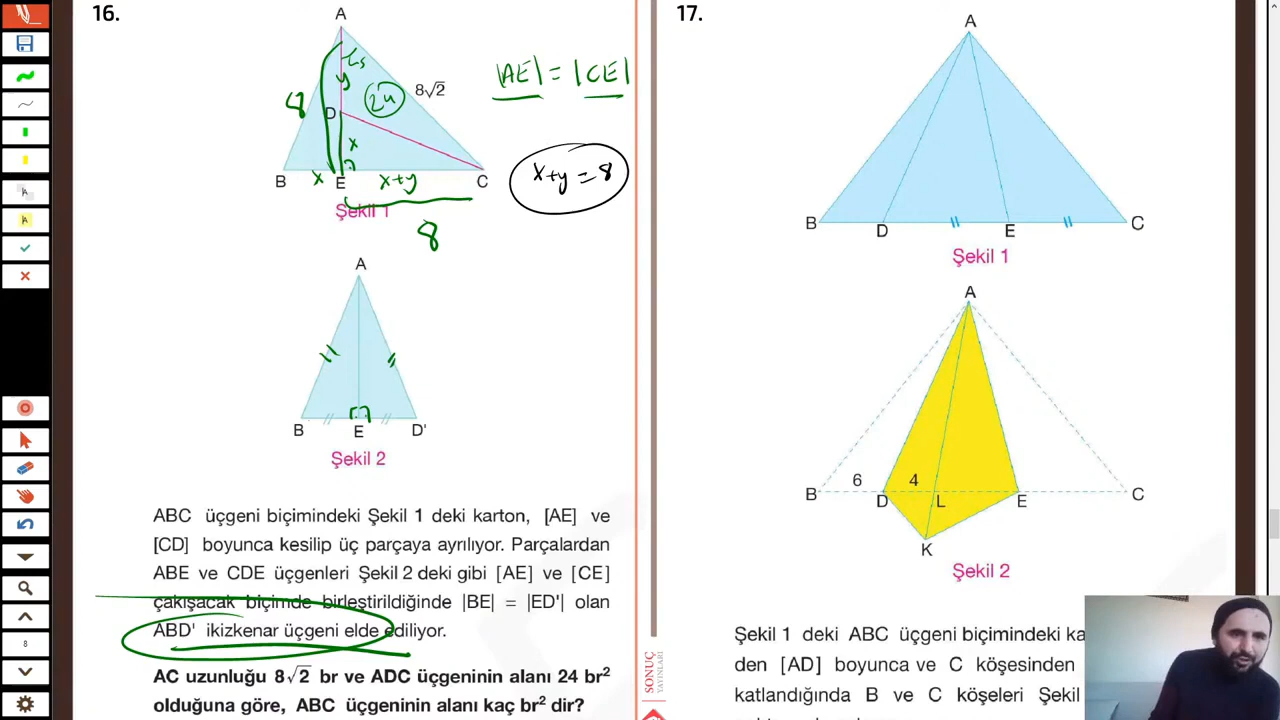 16.
A
8
y
24
8√2
D
x
B
x
E
x+y
C
Şekil 1
8
|AE| = |CE|
x+y = 8
A
B
E
D'
Şekil 2
ABC üçgeni biçimindeki Şekil 1 deki karton, [AE] ve
[CD] boyunca kesilip üç parçaya ayrılıyor. Parçalardan
ABE ve CDE üçgenleri Şekil 2 deki gibi [AE] ve [CE]
çakışacak biçimde birleştirildiğinde |BE| = |ED'| olan
ABD' ikizkenar üçgeni elde ediliyor.
AC uzunluğu 8√2 br ve ADC üçgeninin alanı 24 br²
olduğuna göre, ABC üçgeninin alanı kaç br² dir?
SONUÇ
YAYINLARI
17.
A
B
D
E
C
Şekil 1
A
B
6
D
4
L
E
C
K
Şekil 2
Şekil 1 deki ABC üçgeni biçimindeki ka
den [AD] boyunca ve C köşesinden
katlandığında B ve C köşeleri Şekil
A
A
8